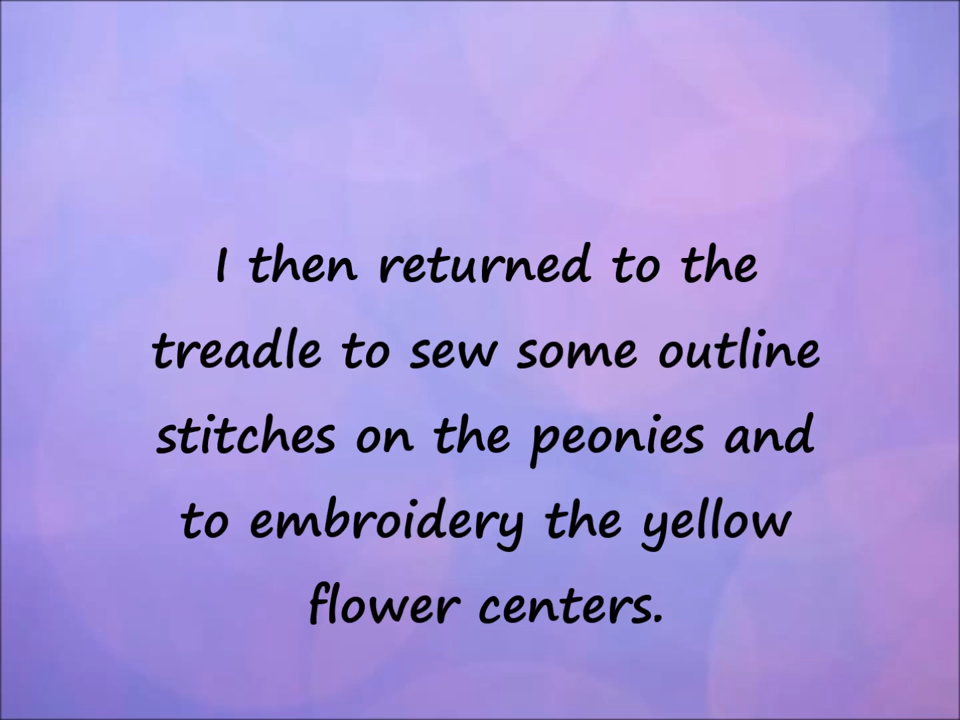 I then returned to the
treadle to sew some outline
stitches on the peonies and
to embroidery the yellow
flower centers.